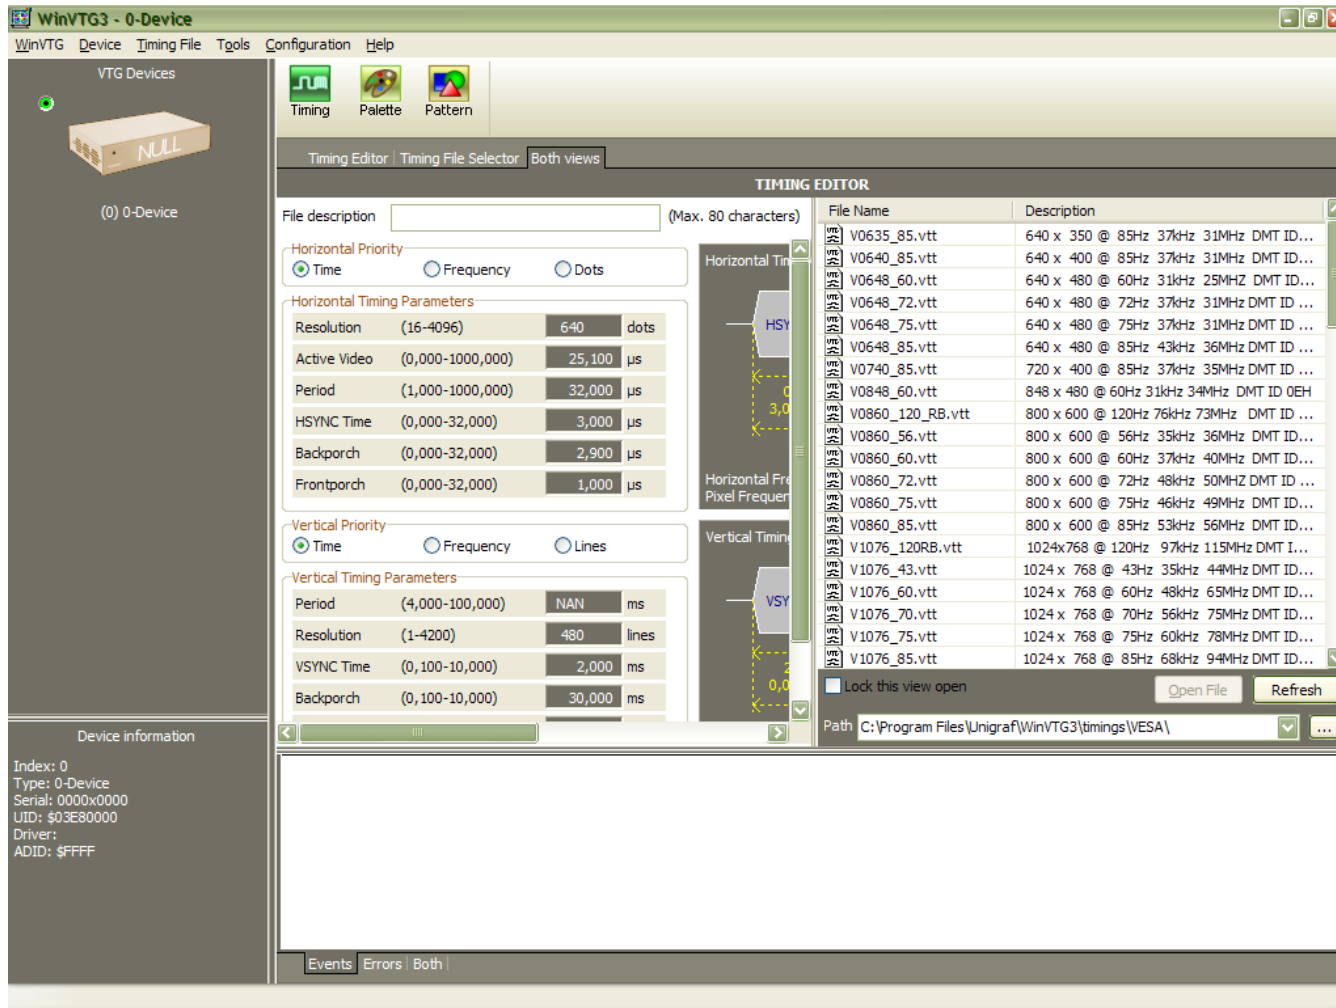 WinVTG3 - 0-Device
WinVTG Device Timing File Tools Configuration Help
VTG Devices
NULL
(0) 0-Device
Timing Palette Pattern
Timing Editor Timing File Selector Both views
TIMING EDITOR
File description (Max. 80 characters)
Horizontal Priority
Time Frequency Dots
Horizontal Timing Parameters
Resolution (16-4096) 640 dots
Active Video (0,000-1000,000) 25,100 µs
Period (1,000-1000,000) 32,000 µs
HSYNC Time (0,000-32,000) 3,000 µs
Backporch (0,000-32,000) 2,900 µs
Frontporch (0,000-32,000) 1,000 µs
Vertical Priority
Time Frequency Lines
Vertical Timing Parameters
Period (4,000-100,000) NAN ms
Resolution (1-4200) 480 lines
VSYNC Time (0,100-10,000) 2,000 ms
Backporch (0,100-10,000) 30,000 ms
Horizontal Tim
HSY
3,0
Horizontal Fre
Pixel Frequen
Vertical Timing
VSY
2
0,0
File Name Description
V0635_85.vtt 640 x 350 @ 85Hz 37kHz 31MHz DMT ID...
V0640_85.vtt 640 x 400 @ 85Hz 37kHz 31MHz DMT ID...
V0648_60.vtt 640 x 480 @ 60Hz 31kHz 25MHZ DMT ID...
V0648_72.vtt 640 x 480 @ 72Hz 37kHz 31MHz DMT ID ...
V0648_75.vtt 640 x 480 @ 75Hz 37kHz 31MHz DMT ID ...
V0648_85.vtt 640 x 480 @ 85Hz 43kHz 36MHz DMT ID ...
V0740_85.vtt 720 x 400 @ 85Hz 37kHz 35MHz DMT ID ...
V0848_60.vtt 848 x 480 @ 60Hz 31kHz 34MHz DMT ID 0EH
V0860_120_RB.vtt 800 x 600 @ 120Hz 76kHz 73MHz DMT ID ...
V0860_56.vtt 800 x 600 @ 56Hz 35kHz 36MHz DMT ID...
V0860_60.vtt 800 x 600 @ 60Hz 37kHz 40MHz DMT ID...
V0860_72.vtt 800 x 600 @ 72Hz 48kHz 50MHZ DMT ID ...
V0860_75.vtt 800 x 600 @ 75Hz 46kHz 49MHz DMT ID...
V0860_85.vtt 800 x 600 @ 85Hz 53kHz 56MHz DMT ID...
V1076_120RB.vtt 1024x768 @ 120Hz 97kHz 115MHz DMT I...
V1076_43.vtt 1024 x 768 @ 43Hz 35kHz 44MHz DMT ID...
V1076_60.vtt 1024 x 768 @ 60Hz 48kHz 65MHz DMT ID...
V1076_70.vtt 1024 x 768 @ 70Hz 56kHz 75MHz DMT ID...
V1076_75.vtt 1024 x 768 @ 75Hz 60kHz 78MHz DMT ID...
V1076_85.vtt 1024 x 768 @ 85Hz 68kHz 94MHz DMT ID...
Lock this view open Open File Refresh
Path C:\Program Files\Unigraf\WinVTG3\timings\VESA\ ...
Device information
Index: 0
Type: 0-Device
Serial: 0000x0000
UID: $03E80000
Driver:
ADID: $FFFF
Events Errors Both